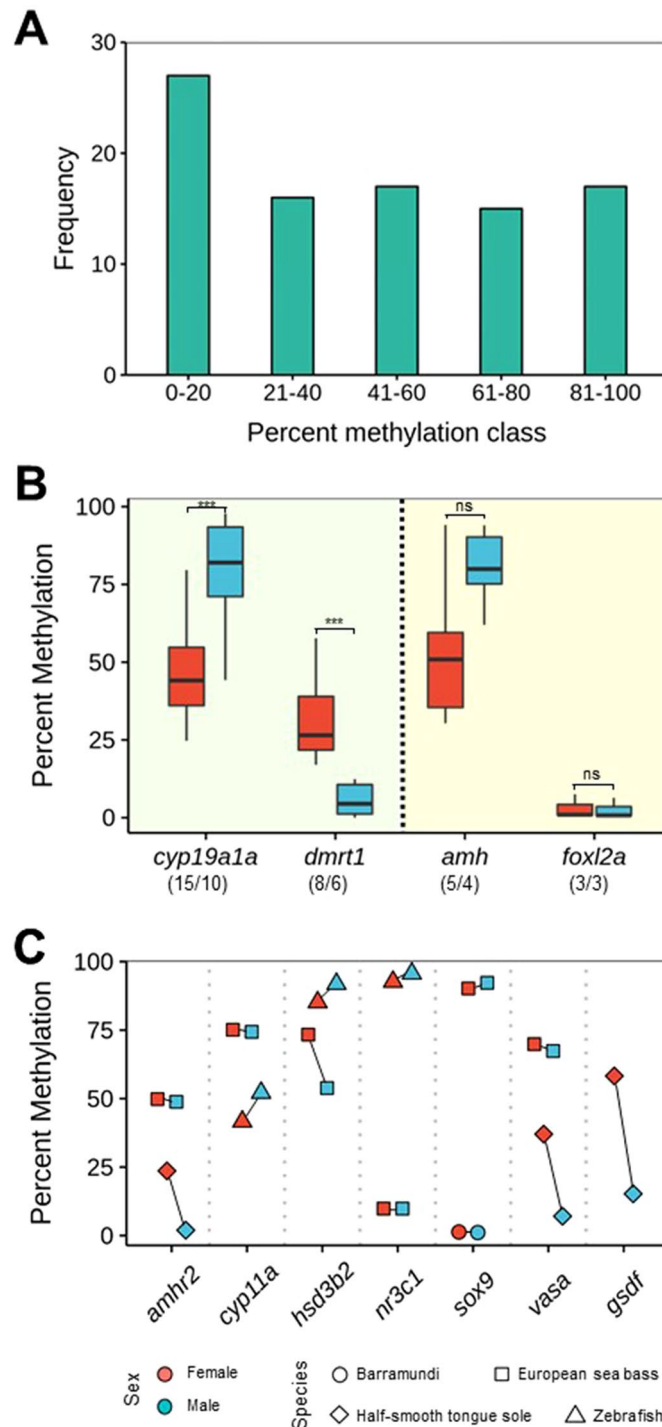 A
30
20
10
0
Frequency
0-20 21-40 41-60 61-80 81-100
Percent methylation class
B
100
75
50
25
0
Percent Methylation
*** *** ns ns
cyp19a1a dmrt1 amh foxl2a
(15/10) (8/6) (5/4) (3/3)
C
100
75
50
25
0
Percent Methylation
amhr2 cyp11a hsd3b2 nr3c1 sox9 vasa gsdf
Sex
Female
Male
Species
Barramundi European sea bass
Half-smooth tongue sole Zebrafish